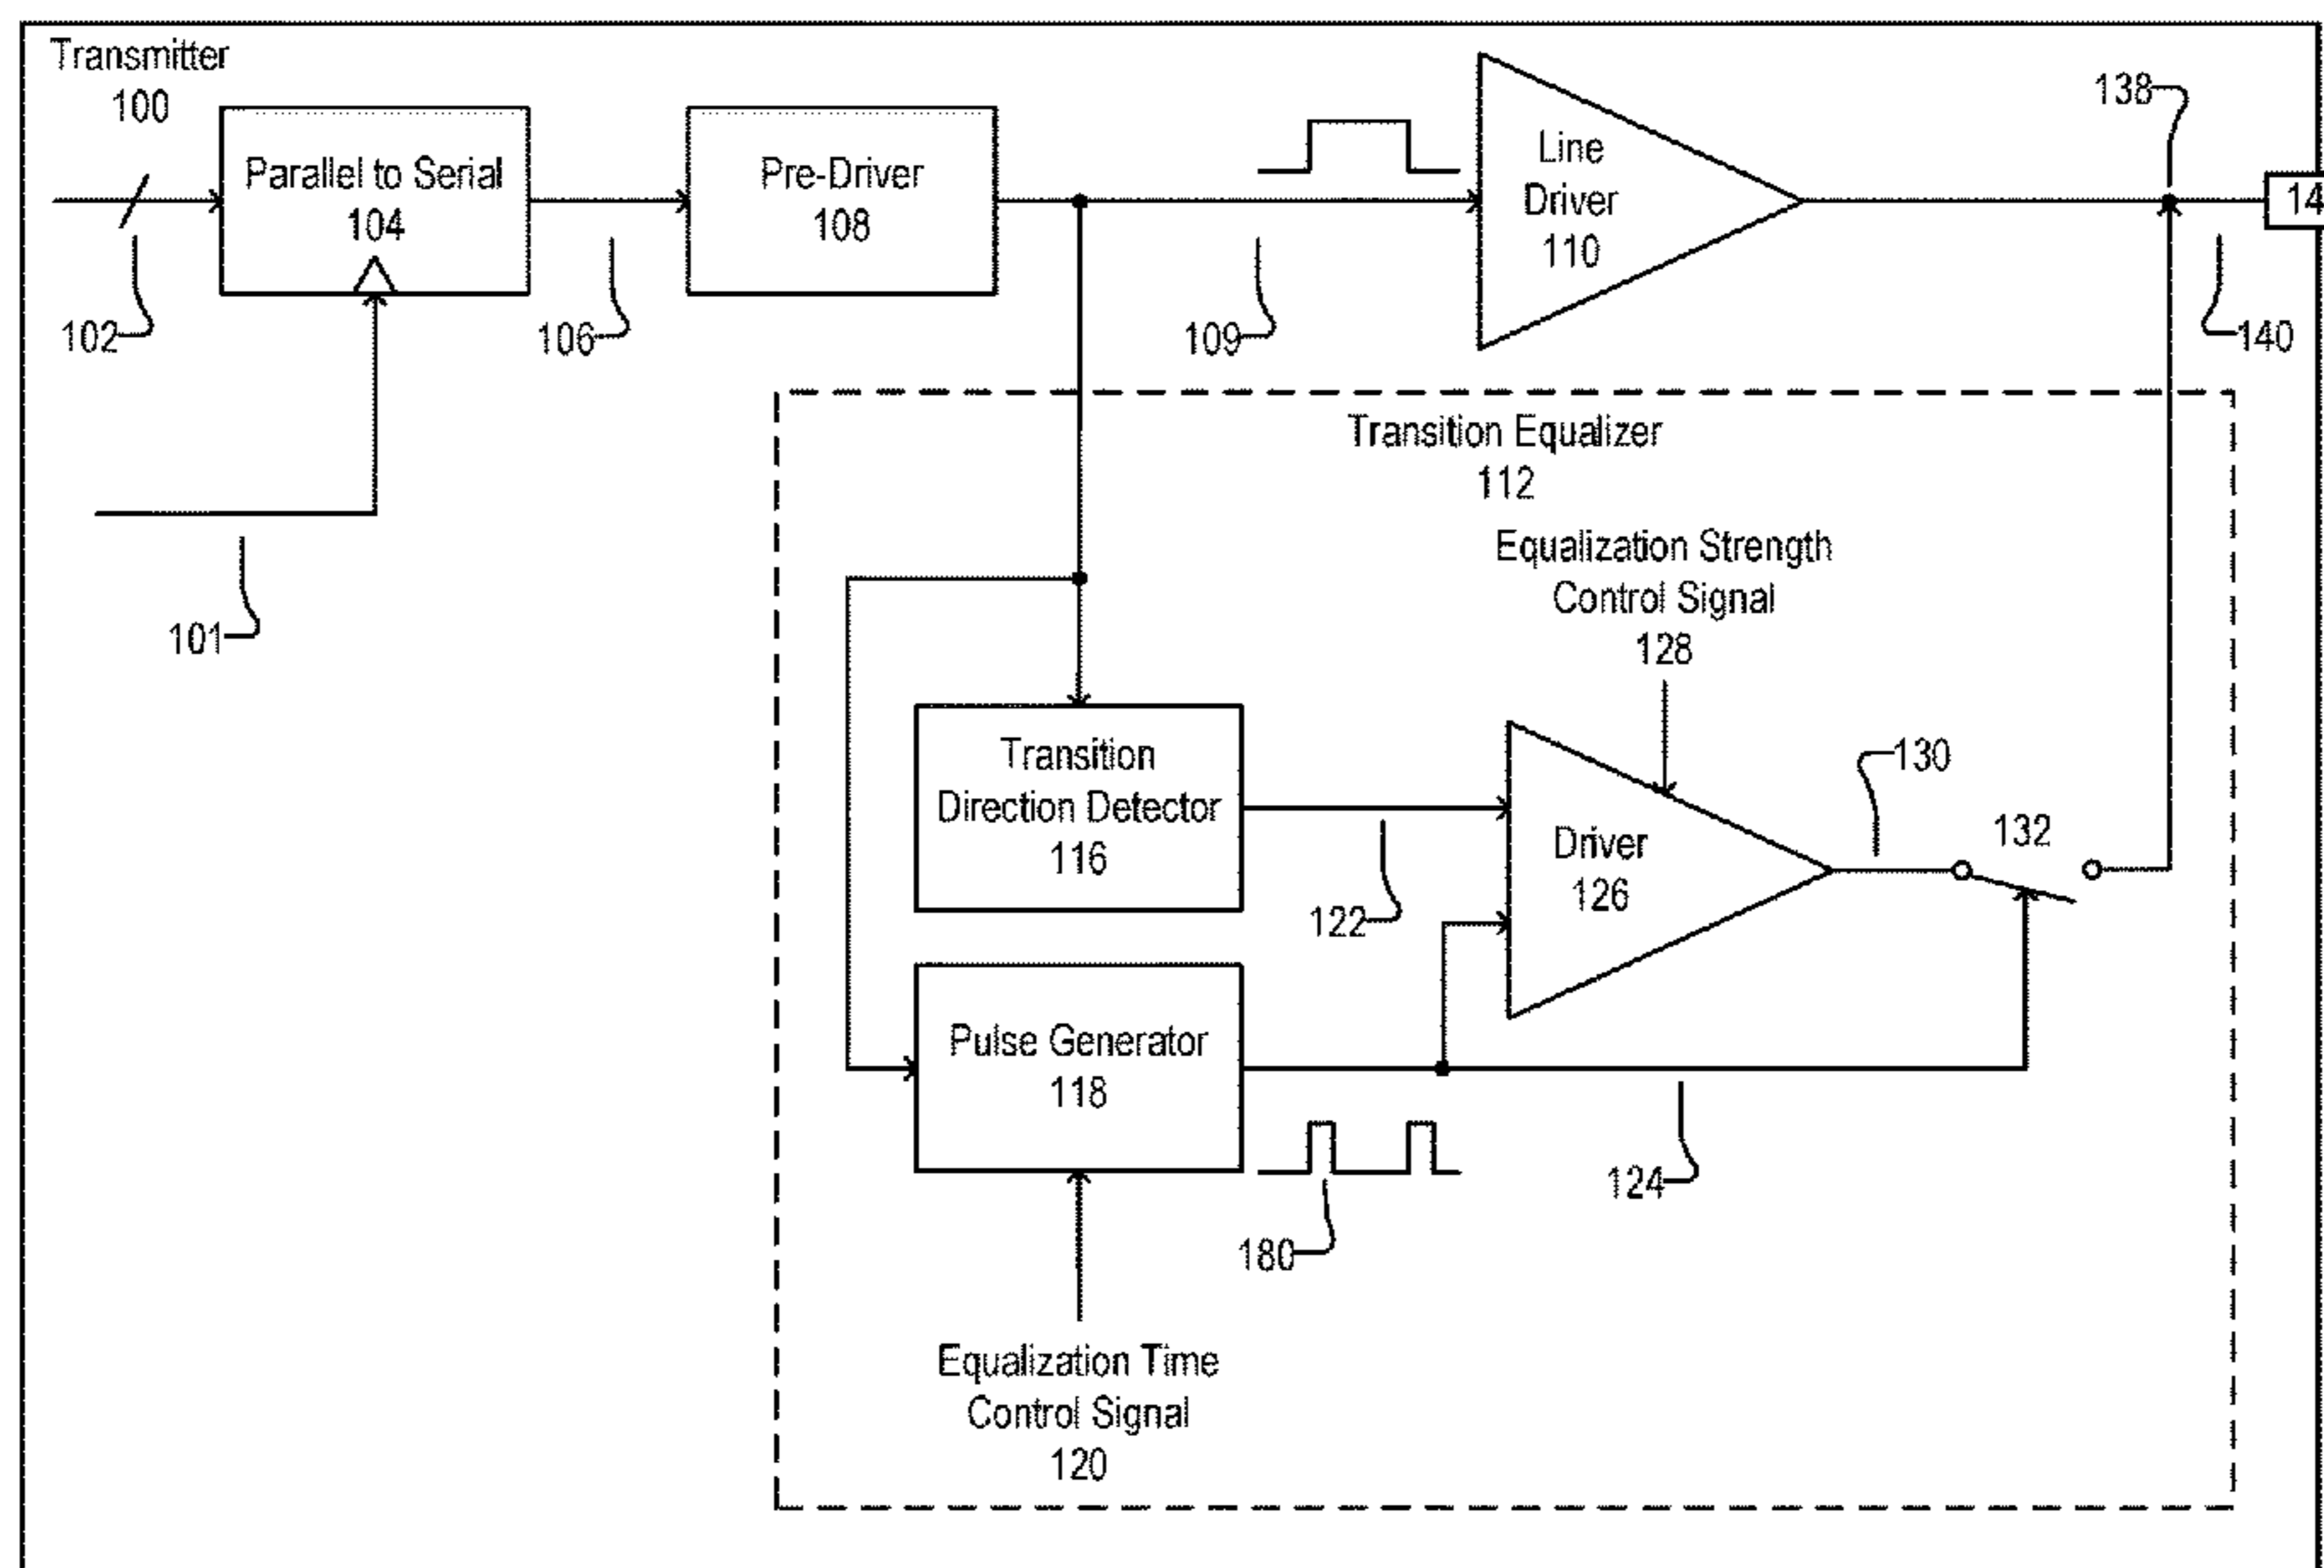 Transmitter
100
Parallel to Serial
104
Pre-Driver
108
Line
Driver
110
138
102
106
109
140
101
Transition Equalizer
112
Equalization Strength
Control Signal
128
Transition
Direction Detector
116
122
Driver
126
130
132
Pulse Generator
118
180
124
Equalization Time
Control Signal
120